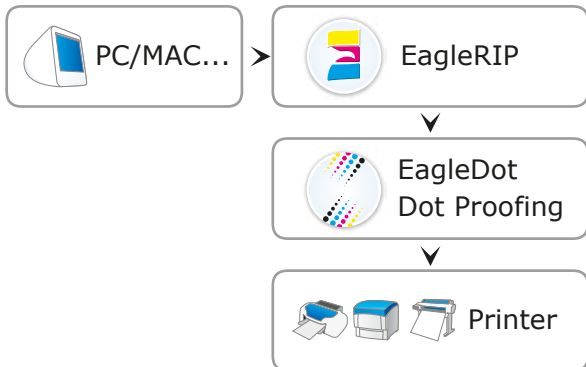 PC/MAC...
EagleRIP
EagleDot
Dot Proofing
Printer